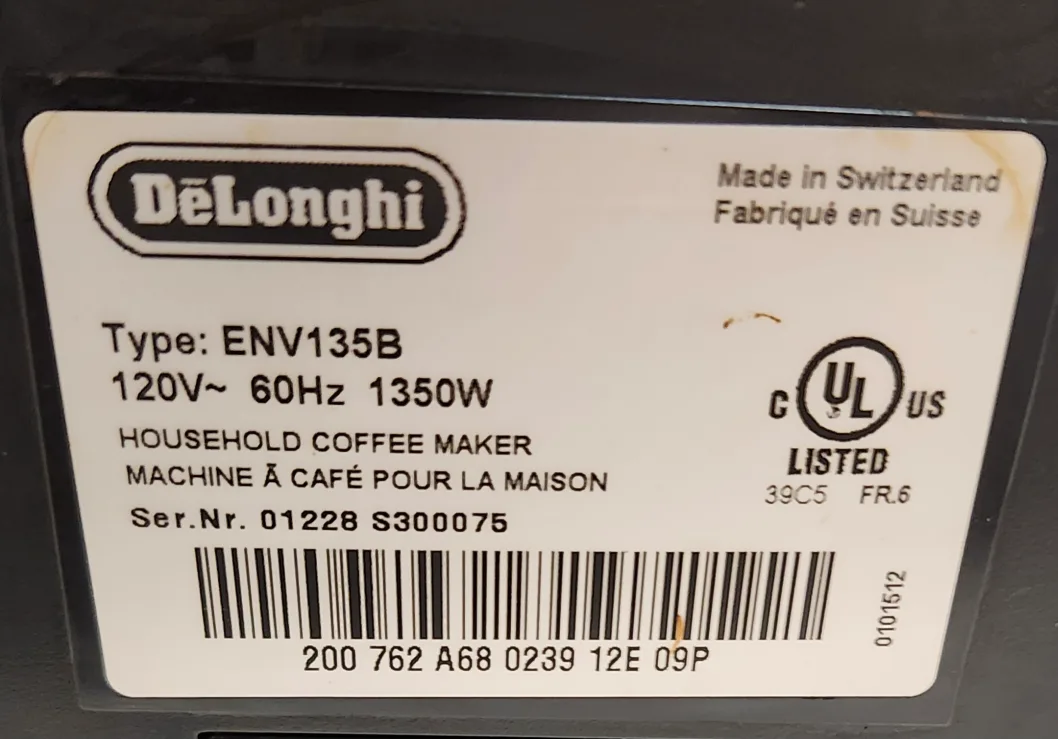 DēLonghi
Made in Switzerland
Fabriqué en Suisse
Type: ENV135B
120V~ 60Hz 1350W
HOUSEHOLD COFFEE MAKER
MACHINE Ã CAFÉ POUR LA MAISON
Ser.Nr. 01228 S300075
C UL US
LISTED
39C5 FR.6
200 762 A68 0239 12E 09P
0101512